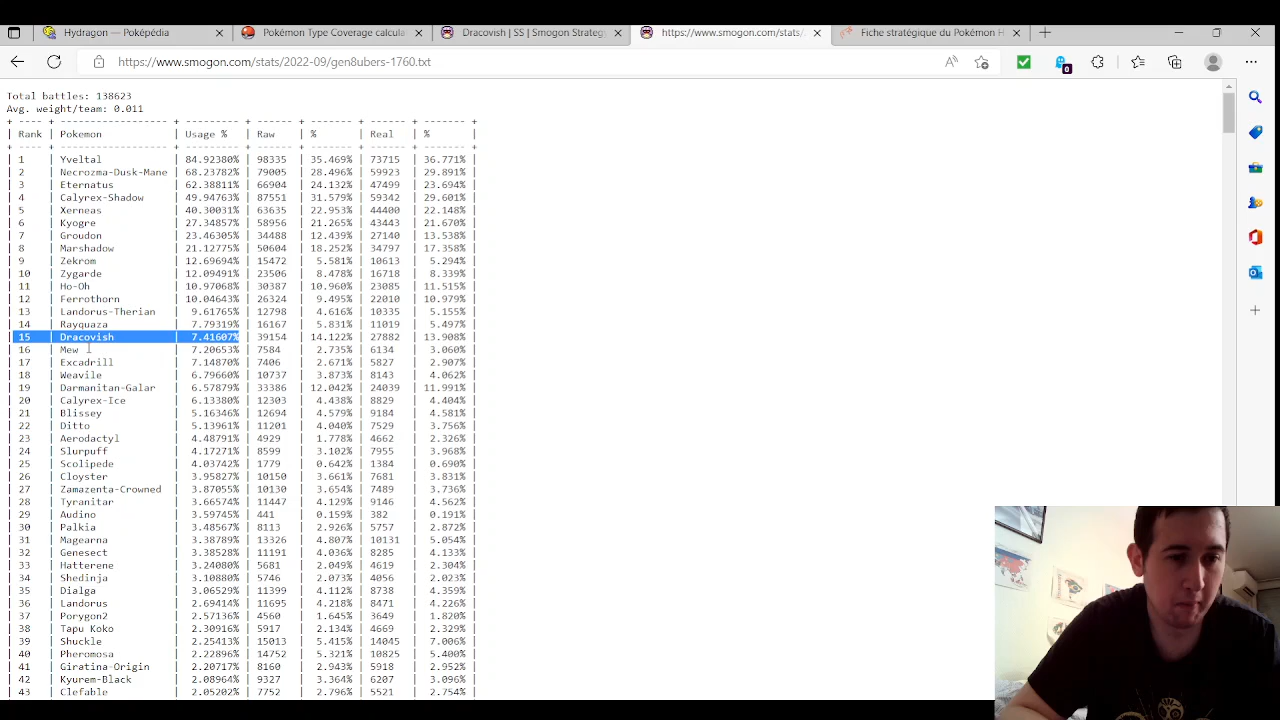 Hydragon — Poképédia
Pokémon Type Coverage calcula
Dracovish | SS | Smogon Strateg
https://www.smogon.com/stats/
Fiche stratégique du Pokémon H
https://www.smogon.com/stats/2022-09/gen8ubers-1760.txt
Total battles: 138623
Avg. weight/team: 0.011
+ ---- + ------------------ + --------- + ------ + ------- + ------ + ------- +
| Rank | Pokemon | Usage % | Raw | % | Real | % |
+ ---- + ------------------ + --------- + ------ + ------- + ------ + ------- +
| 1 | Yveltal | 84.92380% | 98335 | 35.469% | 73715 | 36.771% |
| 2 | Necrozma-Dusk-Mane | 68.23782% | 79005 | 28.496% | 59923 | 29.891% |
| 3 | Eternatus | 62.38811% | 66904 | 24.132% | 47499 | 23.694% |
| 4 | Calyrex-Shadow | 49.94763% | 87551 | 31.579% | 59342 | 29.601% |
| 5 | Xerneas | 40.30031% | 63635 | 22.953% | 44400 | 22.148% |
| 6 | Kyogre | 27.34857% | 58956 | 21.265% | 43443 | 21.670% |
| 7 | Groudon | 23.46305% | 34488 | 12.439% | 27140 | 13.538% |
| 8 | Marshadow | 21.12775% | 50604 | 18.252% | 34797 | 17.358% |
| 9 | Zekrom | 12.69694% | 15472 | 5.581% | 10613 | 5.294% |
| 10 | Zygarde | 12.09491% | 23506 | 8.478% | 16718 | 8.339% |
| 11 | Ho-Oh | 10.97068% | 30387 | 10.960% | 23085 | 11.515% |
| 12 | Ferrothorn | 10.04643% | 26324 | 9.495% | 22010 | 10.979% |
| 13 | Landorus-Therian | 9.61765% | 12798 | 4.616% | 10335 | 5.155% |
| 14 | Rayquaza | 7.79319% | 16167 | 5.831% | 11019 | 5.497% |
| 15 | Dracovish | 7.41607% | 39154 | 14.122% | 27882 | 13.908% |
| 16 | Mew | 7.20653% | 7584 | 2.735% | 6134 | 3.060% |
| 17 | Excadrill | 7.14870% | 7406 | 2.671% | 5827 | 2.907% |
| 18 | Weavile | 6.79660% | 10737 | 3.873% | 8143 | 4.062% |
| 19 | Darmanitan-Galar | 6.57879% | 33386 | 12.042% | 24039 | 11.991% |
| 20 | Calyrex-Ice | 6.13380% | 12303 | 4.438% | 8829 | 4.404% |
| 21 | Blissey | 5.16346% | 12694 | 4.579% | 9184 | 4.581% |
| 22 | Ditto | 5.13961% | 11201 | 4.040% | 7529 | 3.756% |
| 23 | Aerodactyl | 4.48791% | 4929 | 1.778% | 4662 | 2.326% |
| 24 | Slurpuff | 4.17271% | 8599 | 3.102% | 7955 | 3.968% |
| 25 | Scolipede | 4.03742% | 1779 | 0.642% | 1384 | 0.690% |
| 26 | Cloyster | 3.95827% | 10150 | 3.661% | 7681 | 3.831% |
| 27 | Zamazenta-Crowned | 3.87055% | 10130 | 3.654% | 7489 | 3.736% |
| 28 | Tyranitar | 3.66574% | 11447 | 4.129% | 9146 | 4.562% |
| 29 | Audino | 3.59745% | 441 | 0.159% | 382 | 0.191% |
| 30 | Palkia | 3.48567% | 8113 | 2.926% | 5757 | 2.872% |
| 31 | Magearna | 3.38789% | 13326 | 4.807% | 10131 | 5.054% |
| 32 | Genesect | 3.38528% | 11191 | 4.036% | 8285 | 4.133% |
| 33 | Hatterene | 3.24080% | 5681 | 2.049% | 4619 | 2.304% |
| 34 | Shedinja | 3.10880% | 5746 | 2.073% | 4056 | 2.023% |
| 35 | Dialga | 3.06529% | 11399 | 4.112% | 8738 | 4.359% |
| 36 | Landorus | 2.69414% | 11695 | 4.218% | 8471 | 4.226% |
| 37 | Porygon2 | 2.57136% | 4560 | 1.645% | 3649 | 1.820% |
| 38 | Tapu Koko | 2.30916% | 5917 | 2.134% | 4669 | 2.329% |
| 39 | Shuckle | 2.25413% | 15013 | 5.415% | 14045 | 7.006% |
| 40 | Pheromosa | 2.22896% | 14752 | 5.321% | 10825 | 5.400% |
| 41 | Giratina-Origin | 2.20717% | 8160 | 2.943% | 5918 | 2.952% |
| 42 | Kyurem-Black | 2.08964% | 9327 | 3.364% | 6207 | 3.096% |
| 43 | Clefable | 2.05202% | 7752 | 2.796% | 5521 | 2.754% |